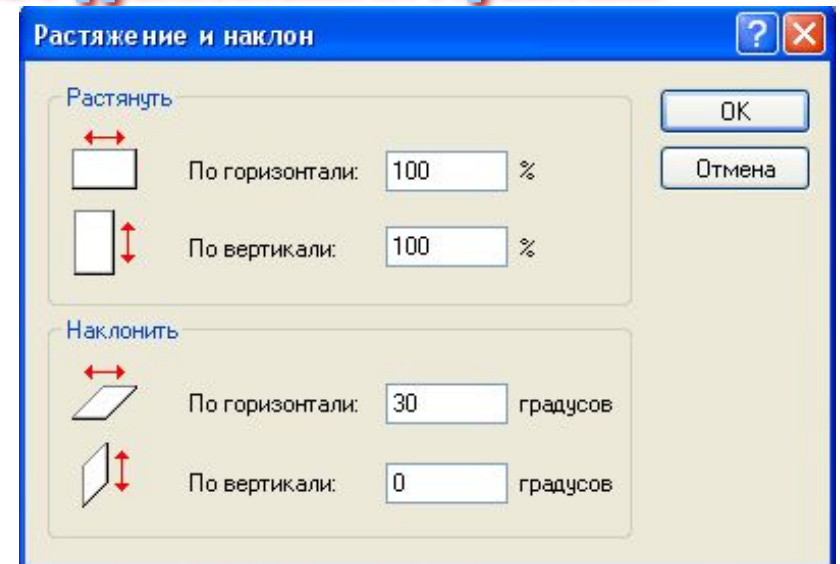 Растяжение и наклон
Растянуть
По горизонтали: 100 %
По вертикали: 100 %
Наклонить
По горизонтали: 30 градусов
По вертикали: 0 градусов
OK
Отмена